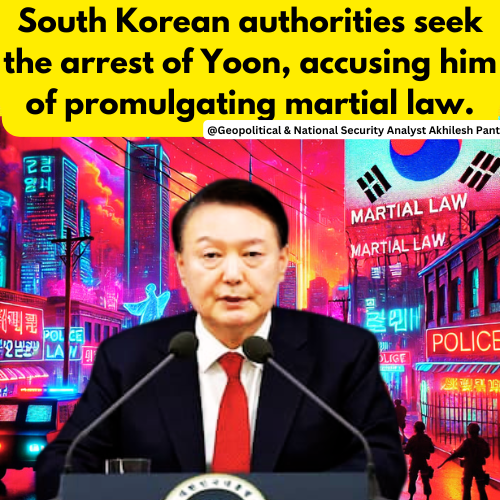 South Korean authorities seek
the arrest of Yoon, accusing him
of promulgating martial law.
@Geopolitical & National Security Analyst Akhilesh Pant
MARTIAL LAW
MARTIAL LAW
POLICE
LAW
POLICE